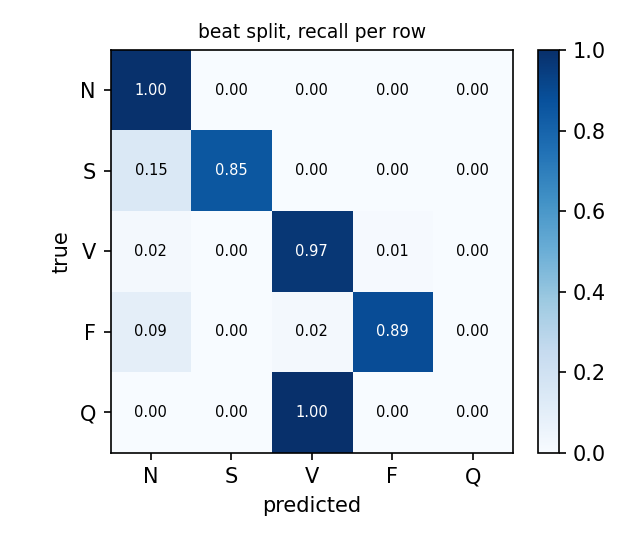 beat split, recall per row
N 1.00 0.00 0.00 0.00 0.00
S 0.15 0.85 0.00 0.00 0.00
V 0.02 0.00 0.97 0.01 0.00
F 0.09 0.00 0.02 0.89 0.00
Q 0.00 0.00 1.00 0.00 0.00
N S V F Q
predicted
true
1.0
0.8
0.6
0.4
0.2
0.0